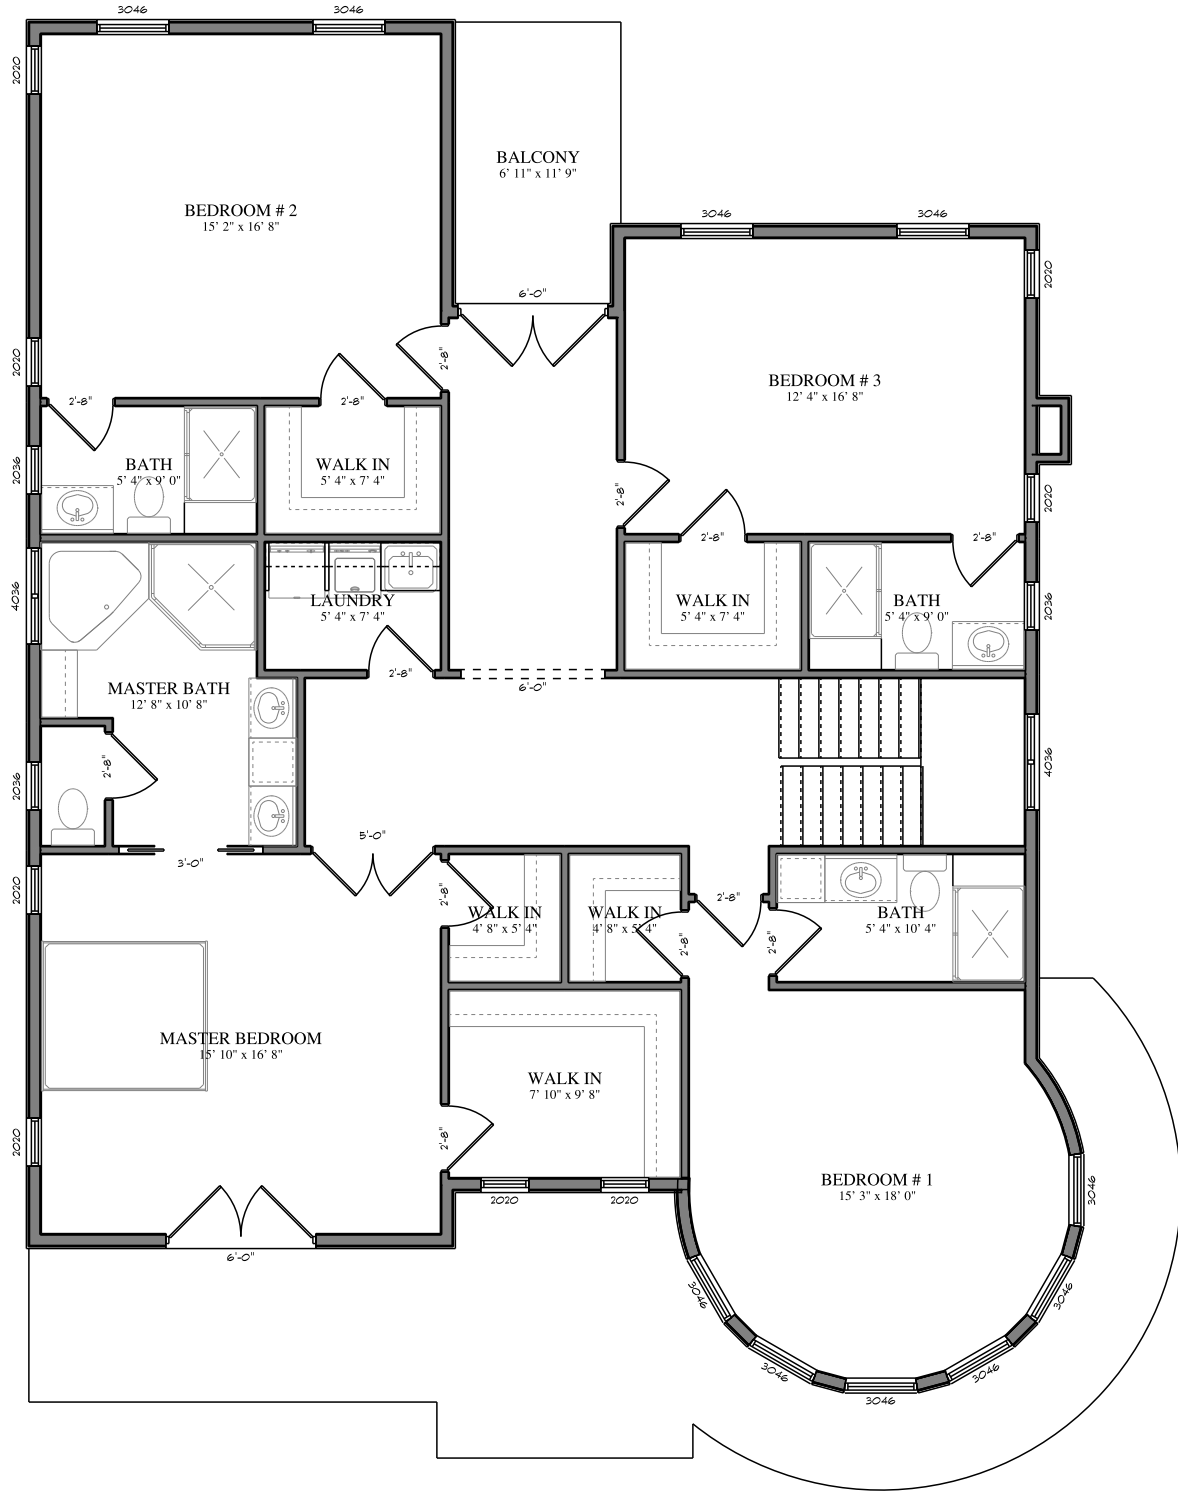 3046
3046
2020
BALCONY
6' 11" x 11' 9"
BEDROOM # 2
15' 2" x 16' 8"
3046
3046
2020
6'-0"
2020
2'-8"
BEDROOM # 3
12' 4" x 16' 8"
2'-8"
2'-8"
2036
BATH
5' 4" x 9' 0"
WALK IN
5' 4" x 7' 4"
2'-8"
2020
2'-8"
2'-8"
4036
LAUNDRY
5' 4" x 7' 4"
WALK IN
5' 4" x 7' 4"
BATH
5' 4" x 9' 0"
2036
2'-8"
6'-0"
MASTER BATH
12' 8" x 10' 8"
2'-8"
2036
4036
5'-0"
3'-0"
2020
2'-8"
WALK IN
4' 8" x 5' 4"
WALK IN
4' 8" x 5' 4"
2'-8"
2'-8"
2'-8"
BATH
5' 4" x 10' 4"
MASTER BEDROOM
15' 10" x 16' 8"
WALK IN
7' 10" x 9' 8"
2020
2'-8"
2020
2020
BEDROOM # 1
15' 3" x 18' 0"
3046
6'-0"
3046
3046
3046
3046
3046